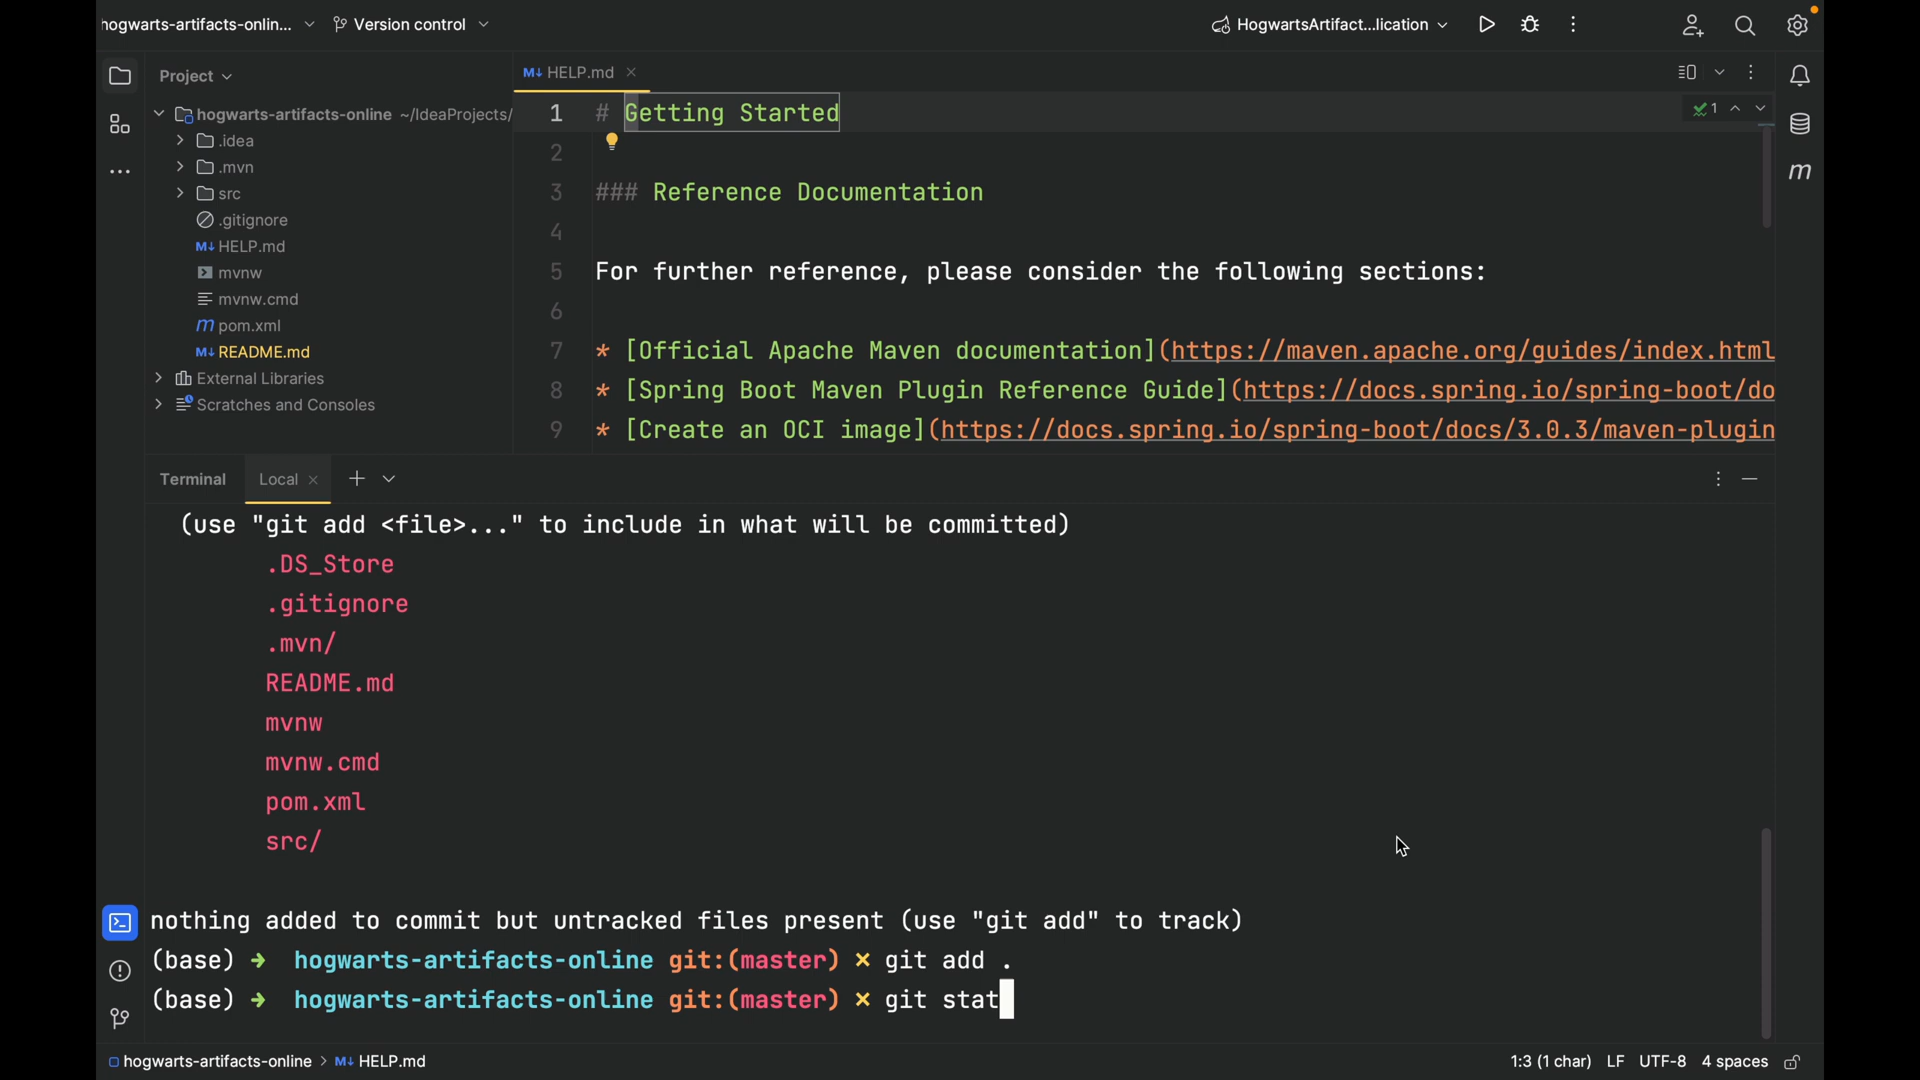 hogwarts-artifacts-onlin... Version control HogwartsArtifact...lication
Project
HELP.md
hogwarts-artifacts-online ~/IdeaProjects/
.idea
.mvn
src
.gitignore
M↓ HELP.md
mvnw
mvnw.cmd
m pom.xml
M↓ README.md
External Libraries
Scratches and Consoles
1 # Getting Started
1
2
3 ### Reference Documentation
4
5 For further reference, please consider the following sections:
6
7 * [Official Apache Maven documentation](https://maven.apache.org/guides/index.html
8 * [Spring Boot Maven Plugin Reference Guide](https://docs.spring.io/spring-boot/do
9 * [Create an OCI image](https://docs.spring.io/spring-boot/docs/3.0.3/maven-plugin
m
Terminal Local
(use "git add <file>..." to include in what will be committed)
.DS_Store
.gitignore
.mvn/
README.md
mvnw
mvnw.cmd
pom.xml
src/
nothing added to commit but untracked files present (use "git add" to track)
(base) → hogwarts-artifacts-online git:(master) × git add .
(base) → hogwarts-artifacts-online git:(master) × git stat
hogwarts-artifacts-online > M↓ HELP.md 1:3 (1 char) LF UTF-8 4 spaces